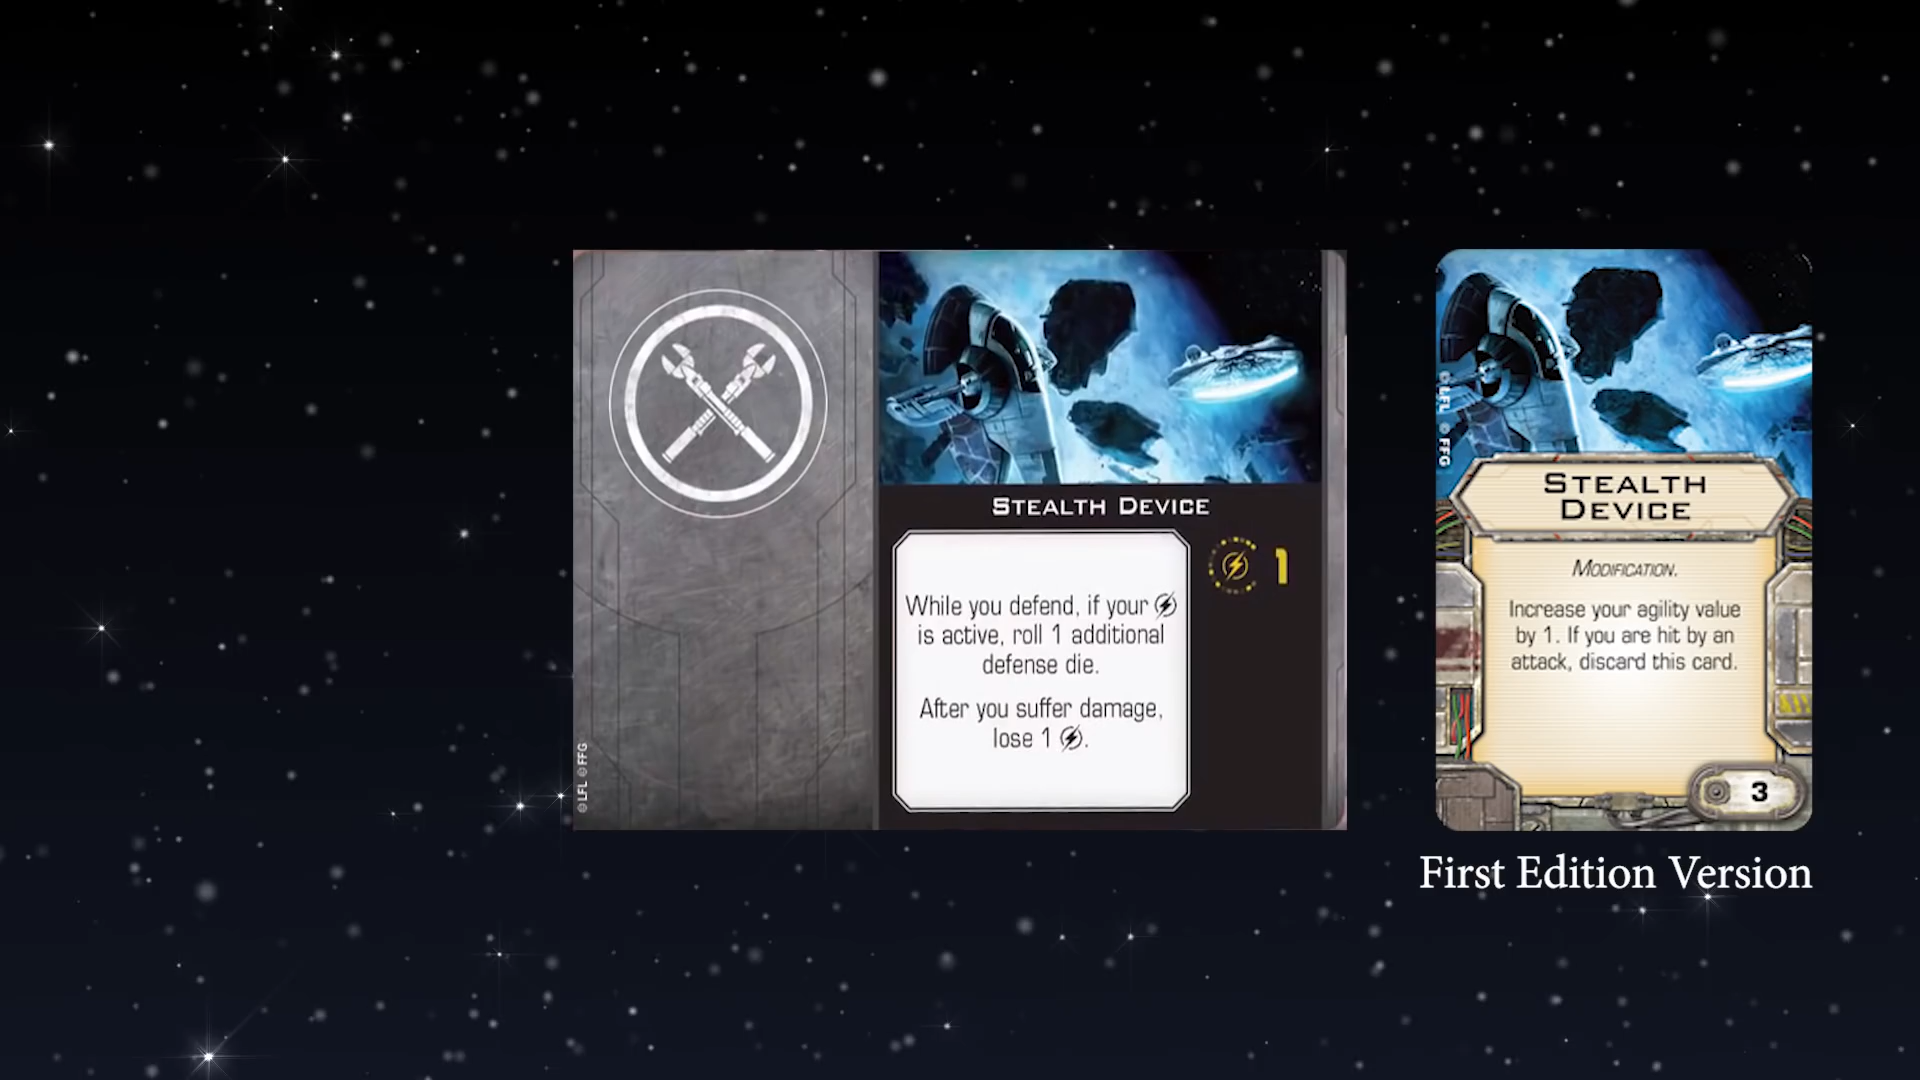 STEALTH DEVICE
1
While you defend, if your
is active, roll 1 additional
defense die.
After you suffer damage,
lose 1 .
©LFL ©FFG
©LFL ©FFG
STEALTH
DEVICE
MODIFICATION.
Increase your agility value
by 1. If you are hit by an
attack, discard this card.
3
First Edition Version